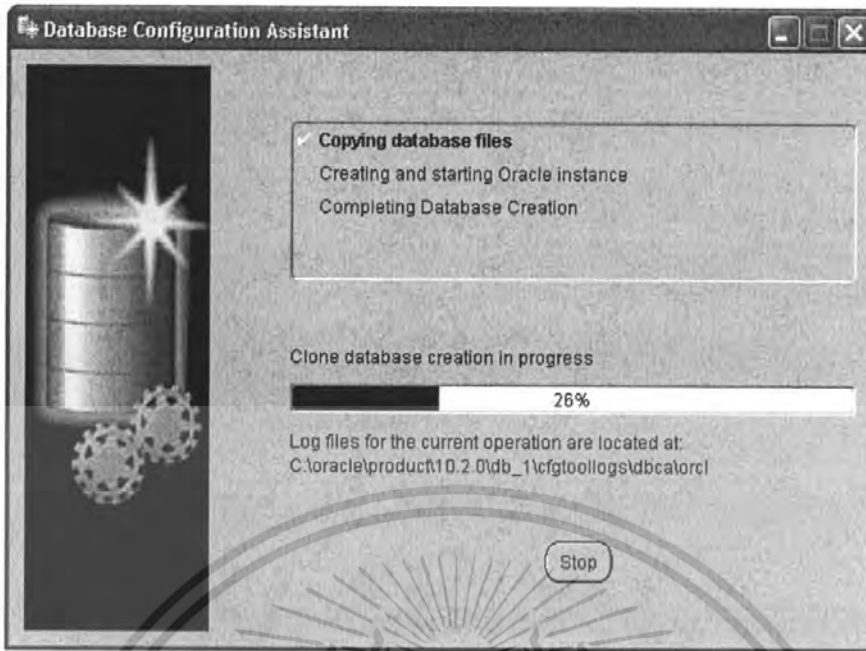 Database Configuration Assistant
Copying database files
Creating and starting Oracle instance
Completing Database Creation
Clone database creation in progress
26%
Log files for the current operation are located at:
C:\oracle\product\10.2.0\db_1\cfgtoollogs\dbca\orcl
Stop